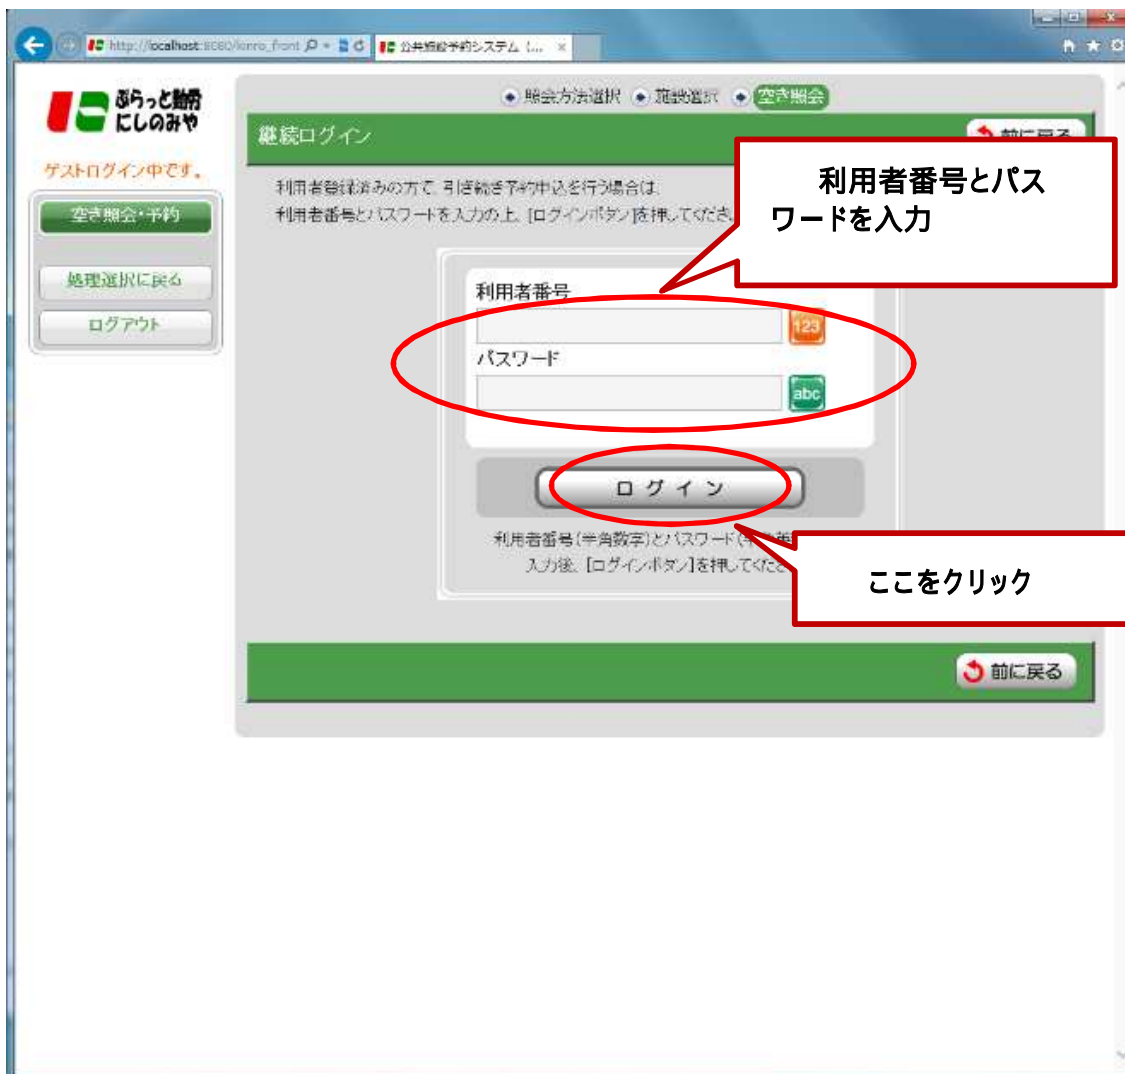 http://localhost:8080/kinro_front
公共施設予約システム (...
ぷらっと勤労
にしのみや
ゲストログイン中です。
空き照会・予約
処理選択に戻る
ログアウト
照会方法選択 施設選択 空き照会
継続ログイン
前に戻る
利用者登録済みの方で、引き続き予約申込を行う場合は、
利用者番号とパスワードを入力の上、[ログインボタン]を押してくださ
利用者番号とパス
ワードを入力
利用者番号
123
パスワード
abc
ログイン
利用者番号(半角数字)とパスワード(半角英
入力後、[ログインボタン]を押してくださ
ここをクリック
前に戻る